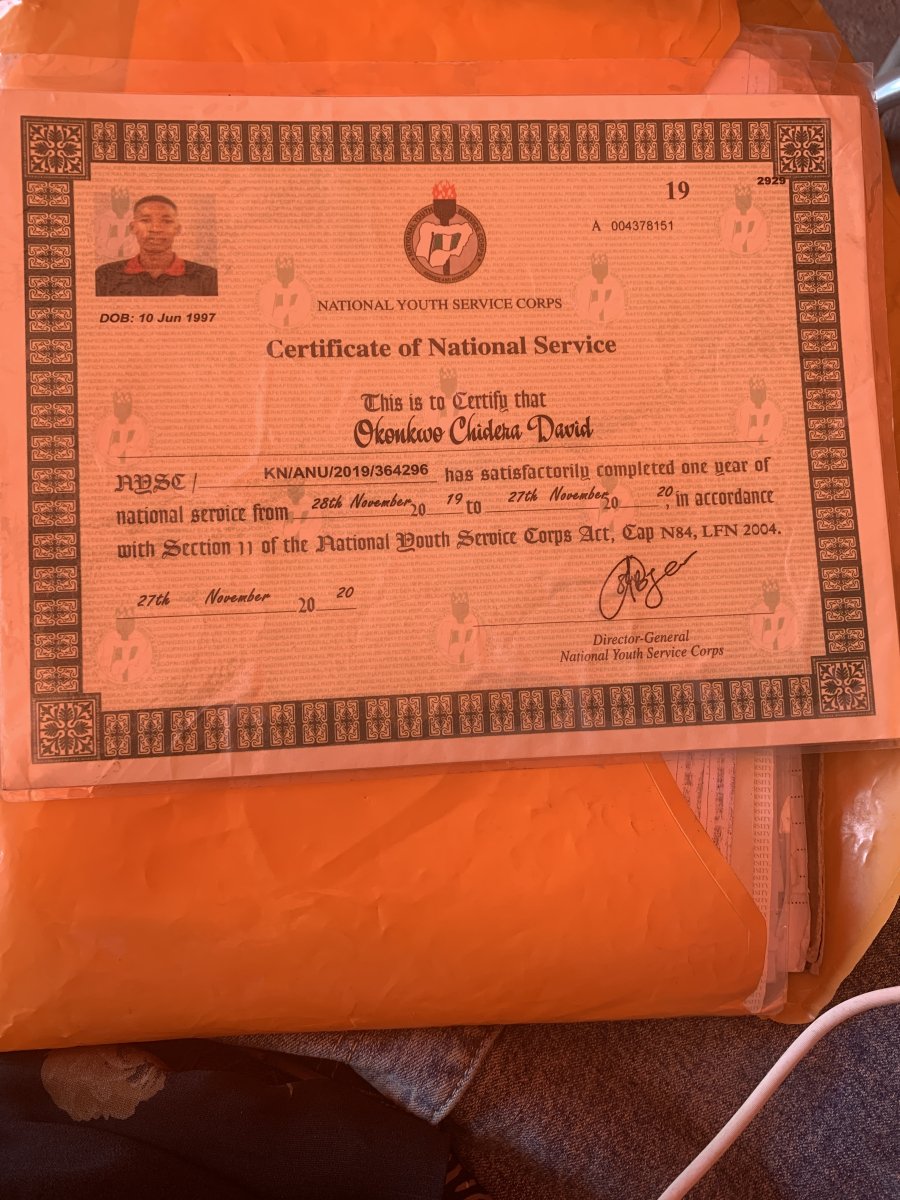 19
2929
A 004378151
NATIONAL YOUTH SERVICE CORPS
DOB: 10 Jun 1997
Certificate of National Service
This is to Certify that
Okonkwo Chidera David
NYSC / KN/ANU/2019/364296 has satisfactorily completed one year of
national service from 28th November 20 19 to 27th November 20 20, in accordance
with Section 11 of the National Youth Service Corps Act, Cap N84, LFN 2004.
27th November 20 20
Director-General
National Youth Service Corps